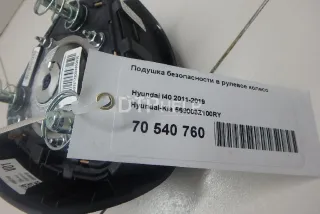 Подушка безопасности в рулевое колесо
Hyundai I40 2011-2019
Hyundai-Kia 569003Z100RY
70 540 760